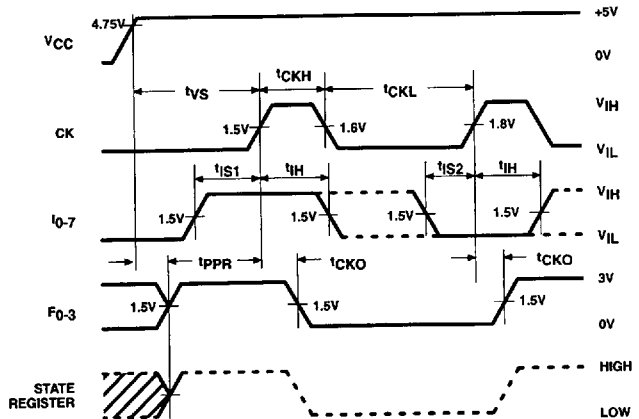 4.75V
+5V
VCC
0V
tVS
tCKH
tCKL
VIH
CK
1.5V
1.6V
1.8V
VIL
tIS1
tIH
tIS2
tIH
VIH
I0-7
1.5V
1.5V
1.5V
1.5V
VIL
tPPR
tCKO
tCKO
3V
F0-3
1.5V
1.5V
1.5V
0V
HIGH
STATE
REGISTER
LOW